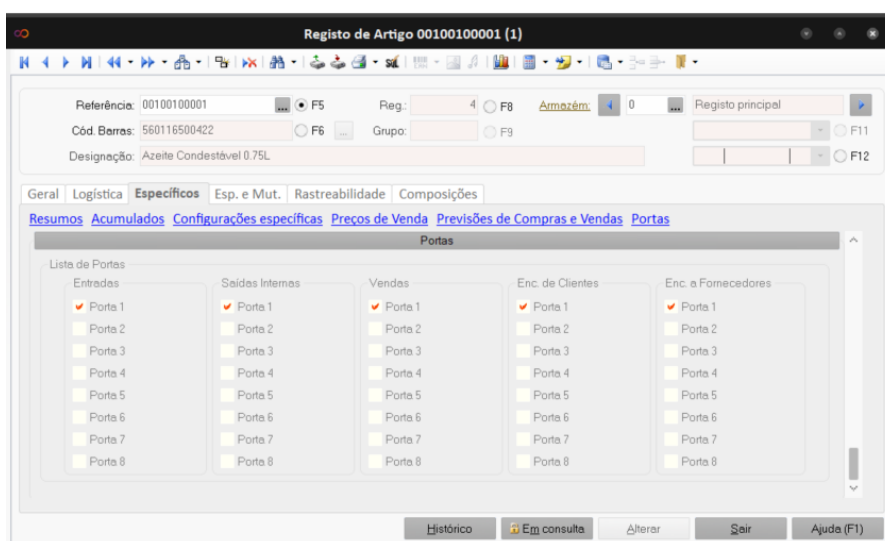 Registo de Artigo 00100100001 (1)
Referência: 00100100001 ... F5 Reg.: 4 F8 Armazém: 0 ... Registo principal
Cód. Barras: 560116500422 F6 ... Grupo: F9 F11
Designação: Azeite Condestável 0.75L F12
Geral Logística Específicos Esp. e Mut. Rastreabilidade Composições
Resumos Acumulados Configurações específicas Preços de Venda Previsões de Compras e Vendas Portas
Portas
Lista de Portas
Entradas Saídas Internas Vendas Enc. de Clientes Enc. a Fornecedores
Porta 1 Porta 1 Porta 1 Porta 1 Porta 1
Porta 2 Porta 2 Porta 2 Porta 2 Porta 2
Porta 3 Porta 3 Porta 3 Porta 3 Porta 3
Porta 4 Porta 4 Porta 4 Porta 4 Porta 4
Porta 5 Porta 5 Porta 5 Porta 5 Porta 5
Porta 6 Porta 6 Porta 6 Porta 6 Porta 6
Porta 7 Porta 7 Porta 7 Porta 7 Porta 7
Porta 8 Porta 8 Porta 8 Porta 8 Porta 8
Histórico Em consulta Alterar Sair Ajuda (F1)